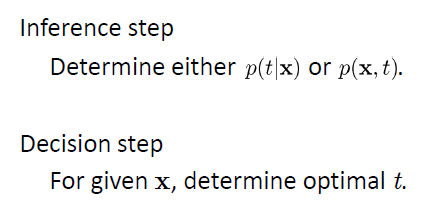 Inference step
Determine either p(t|x) or p(x, t).
Decision step
For given x, determine optimal t.